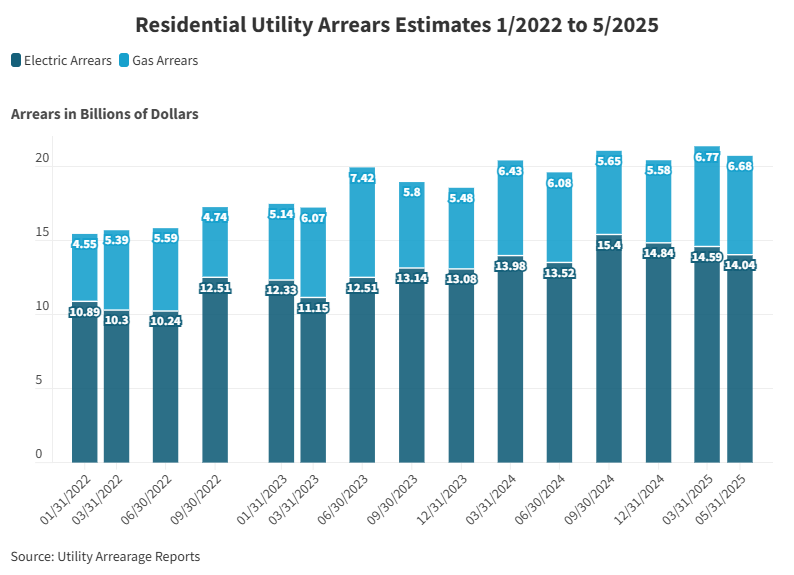 Residential Utility Arrears Estimates 1/2022 to 5/2025
Electric Arrears Gas Arrears
Arrears in Billions of Dollars
20
15
10
5
0
4.55 5.39 5.59 4.74 5.14 6.07 7.42 5.8 5.48 6.43 6.08 5.65 5.58 6.77 6.68
10.89 10.3 10.24 12.51 12.33 11.15 12.51 13.14 13.08 13.98 13.52 15.4 14.84 14.59 14.04
01/31/2022 03/31/2022 06/30/2022 09/30/2022 01/31/2023 03/31/2023 06/30/2023 09/30/2023 12/31/2023 03/31/2024 06/30/2024 09/30/2024 12/31/2024 03/31/2025 05/31/2025
Source: Utility Arrearage Reports